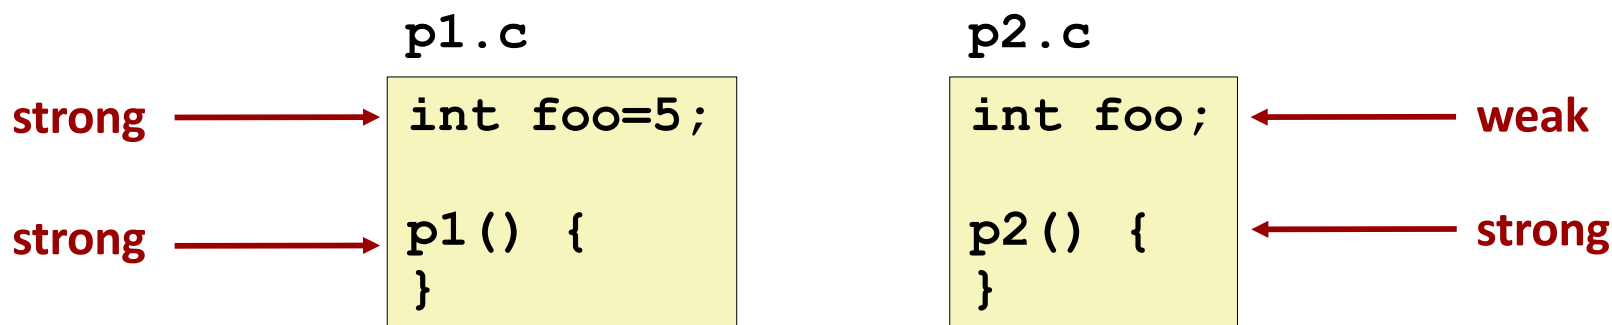 p1.c
p2.c
strong
int foo=5;
int foo;
weak
strong
p1() {
}
p2() {
}
strong